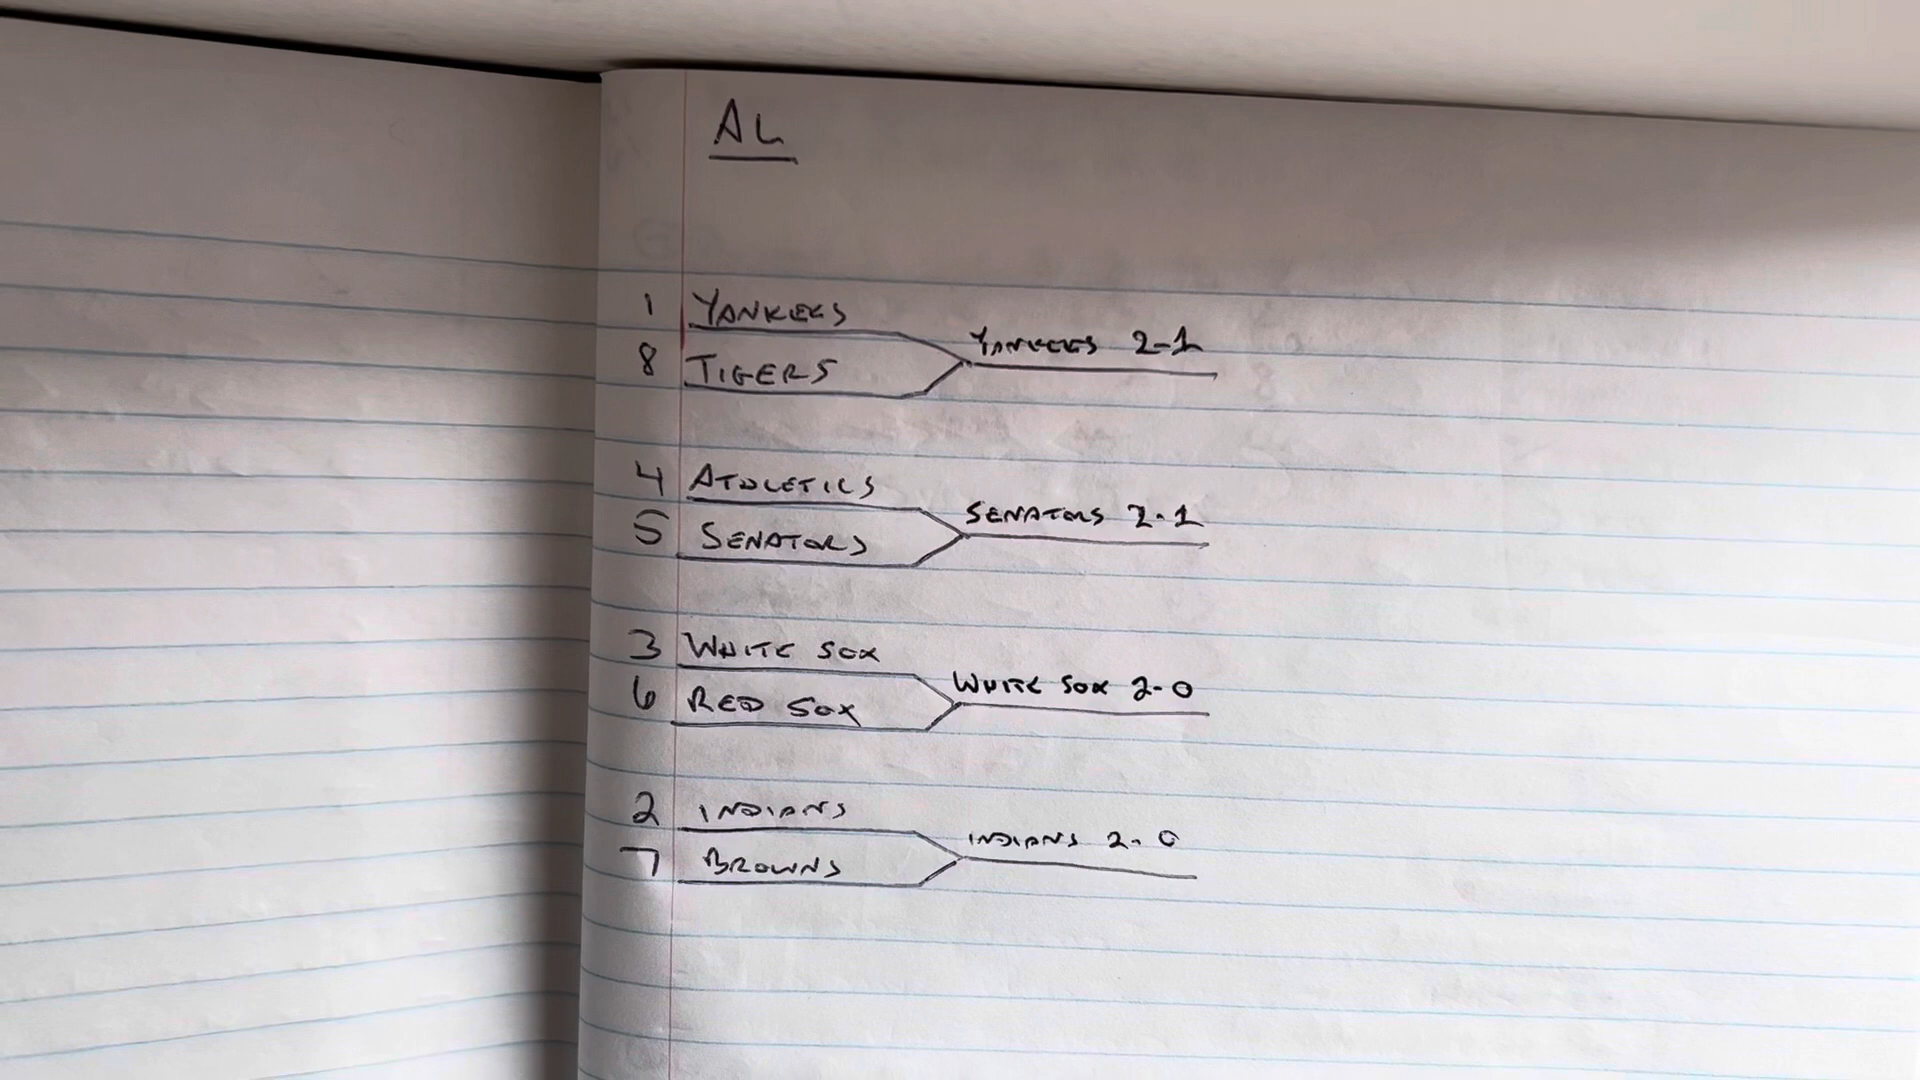 AL
1 YANKEES
YANKEES 2-1
8 TIGERS
4 ATHLETICS
SENATORS 2-1
5 SENATORS
3 WHITE SOX
WHITE SOX 2-0
6 RED SOX
2 INDIANS
INDIANS 2-0
7 BROWNS